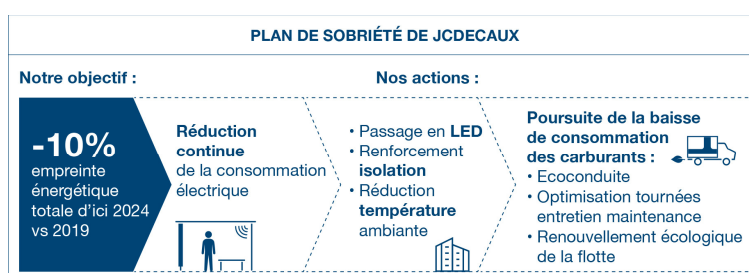 PLAN DE SOBRIÉTÉ DE JCDECAUX
Notre objectif :
Nos actions :
-10%
empreinte
énergétique
totale d'ici 2024
vs 2019
Réduction
continue
de la consommation
électrique
• Passage en LED
• Renforcement
isolation
• Réduction
température
ambiante
Poursuite de la baisse
de consommation
des carburants :
• Ecoconduite
• Optimisation tournées
entretien maintenance
• Renouvellement écologique
de la flotte